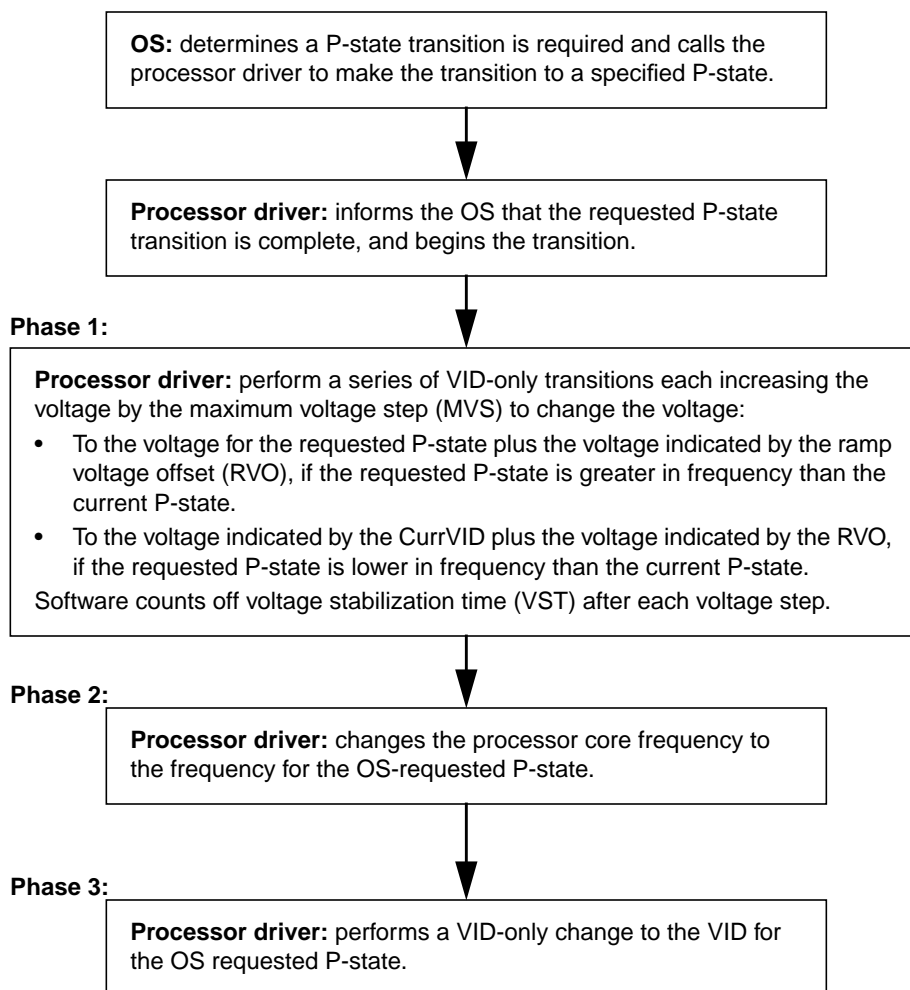 OS: determines a P-state transition is required and calls the
processor driver to make the transition to a specified P-state.
Processor driver: informs the OS that the requested P-state
transition is complete, and begins the transition.
Phase 1:
Processor driver: perform a series of VID-only transitions each increasing the
voltage by the maximum voltage step (MVS) to change the voltage:
• To the voltage for the requested P-state plus the voltage indicated by the ramp
voltage offset (RVO), if the requested P-state is greater in frequency than the
current P-state.
• To the voltage indicated by the CurrVID plus the voltage indicated by the RVO,
if the requested P-state is lower in frequency than the current P-state.
Software counts off voltage stabilization time (VST) after each voltage step.
Phase 2:
Processor driver: changes the processor core frequency to
the frequency for the OS-requested P-state.
Phase 3:
Processor driver: performs a VID-only change to the VID for
the OS requested P-state.